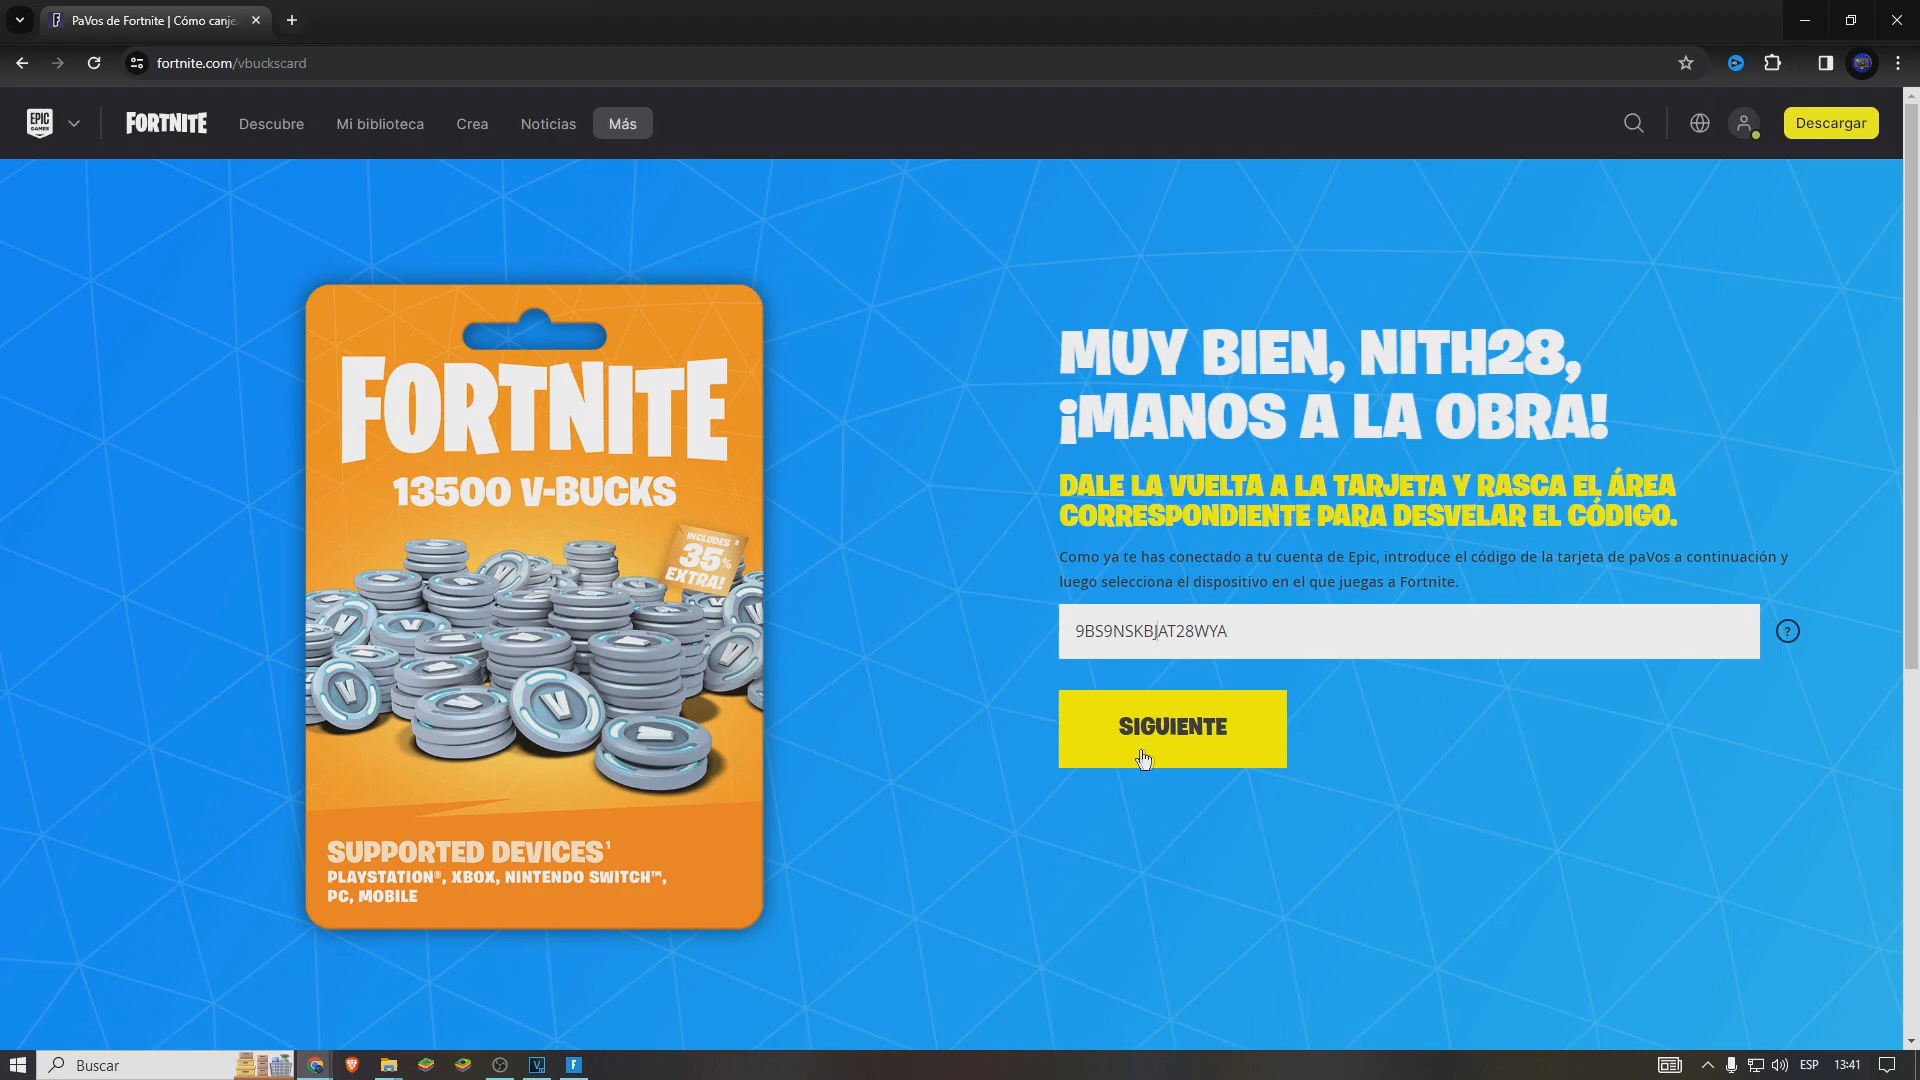 PaVos de Fortnite | Cómo canje
fortnite.com/vbuckscard
EPIC GAMES
FORTNITE
Descubre
Mi biblioteca
Crea
Noticias
Más
Descargar
FORTNITE
13500 V-BUCKS
INCLUDES 2
35%
EXTRA!
SUPPORTED DEVICES1
PLAYSTATION®, XBOX, NINTENDO SWITCH™,
PC, MOBILE
MUY BIEN, NITH28,
¡MANOS A LA OBRA!
DALE LA VUELTA A LA TARJETA Y RASCA EL ÁREA
CORRESPONDIENTE PARA DESVELAR EL CÓDIGO.
Como ya te has conectado a tu cuenta de Epic, introduce el código de la tarjeta de paVos a continuación y
luego selecciona el dispositivo en el que juegas a Fortnite.
9BS9NSKBJAT28WYA
?
SIGUIENTE
Buscar
ESP
13:41